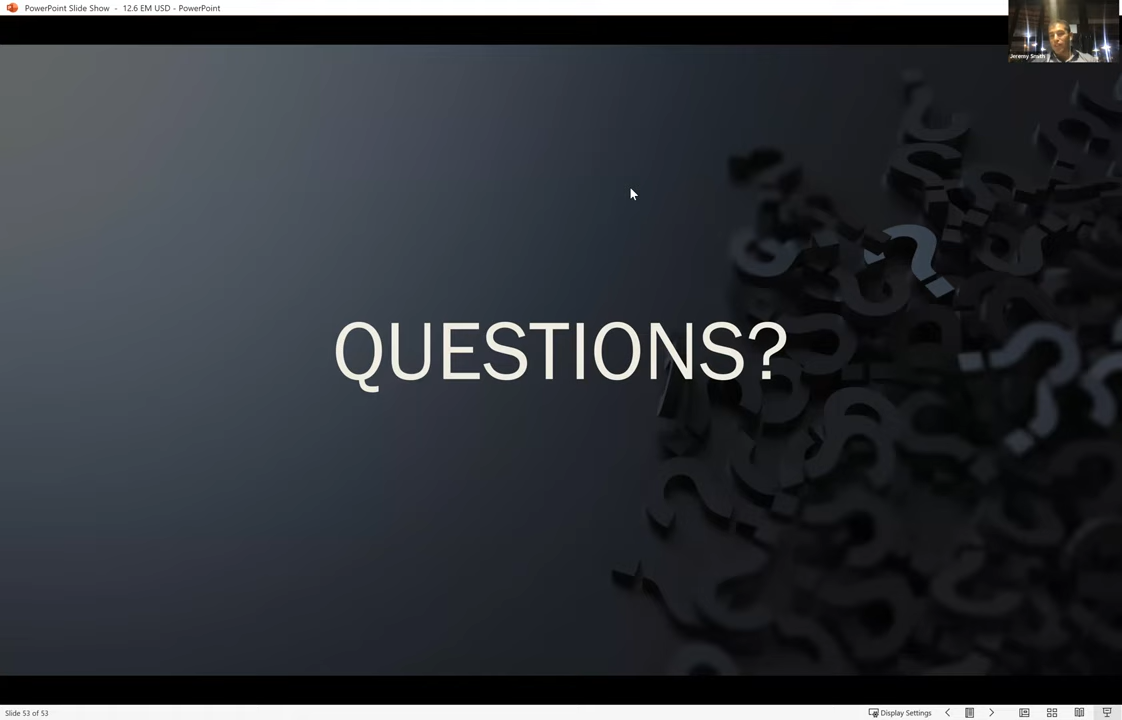 PowerPoint Slide Show - 12.6 EM USD - PowerPoint
Jeremy Smith
QUESTIONS?
Slide 53 of 53
Display Settings